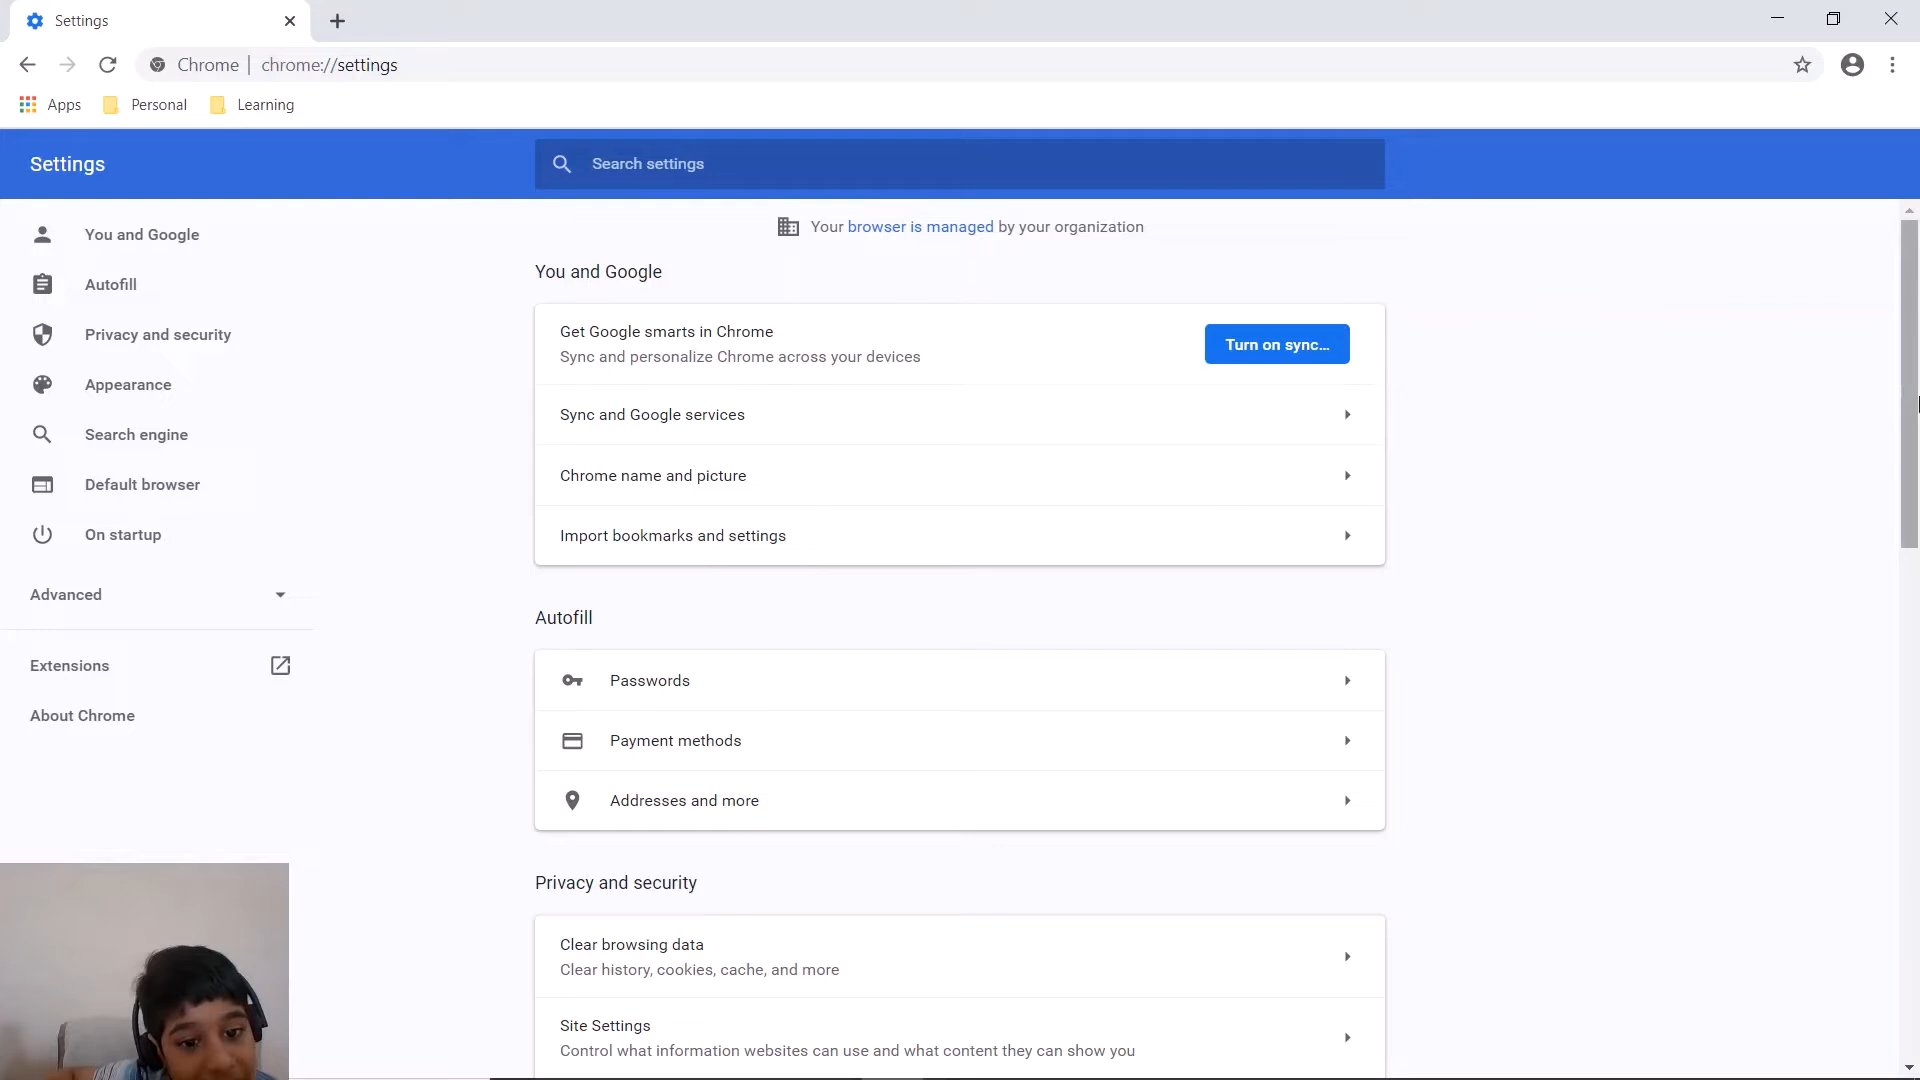 Settings
Chrome | chrome://settings
Apps
Personal
Learning
Settings
Search settings
You and Google
Autofill
Privacy and security
Appearance
Search engine
Default browser
On startup
Advanced
Extensions
About Chrome
Your browser is managed by your organization
You and Google
Get Google smarts in Chrome
Sync and personalize Chrome across your devices
Turn on sync...
Sync and Google services
Chrome name and picture
Import bookmarks and settings
Autofill
Passwords
Payment methods
Addresses and more
Privacy and security
Clear browsing data
Clear history, cookies, cache, and more
Site Settings
Control what information websites can use and what content they can show you